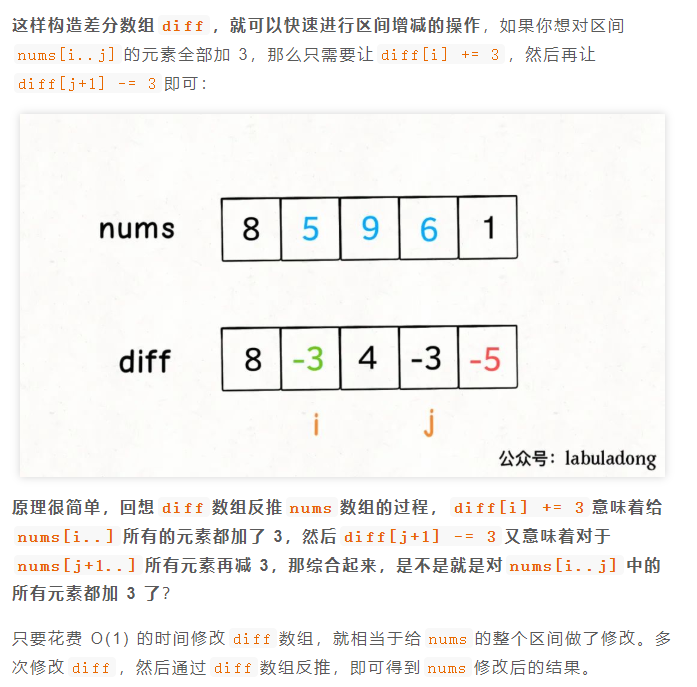 这样构造差分数组 diff ，就可以快速进行区间增减的操作，如果你想对区间
nums[i..j] 的元素全部加 3，那么只需要让 diff[i] += 3 ，然后再让
diff[j+1] -= 3 即可：
nums 8 5 9 6 1
diff 8 -3 4 -3 -5
i j
公众号：labuladong
原理很简单，回想 diff 数组反推 nums 数组的过程， diff[i] += 3 意味着给
nums[i..] 所有的元素都加了 3，然后 diff[j+1] -= 3 又意味着对于
nums[j+1..] 所有元素再减 3，那综合起来，是不是就是对 nums[i..j] 中的
所有元素都加 3 了？
只要花费 O(1) 的时间修改 diff 数组，就相当于给 nums 的整个区间做了修改。多
次修改 diff ，然后通过 diff 数组反推，即可得到 nums 修改后的结果。